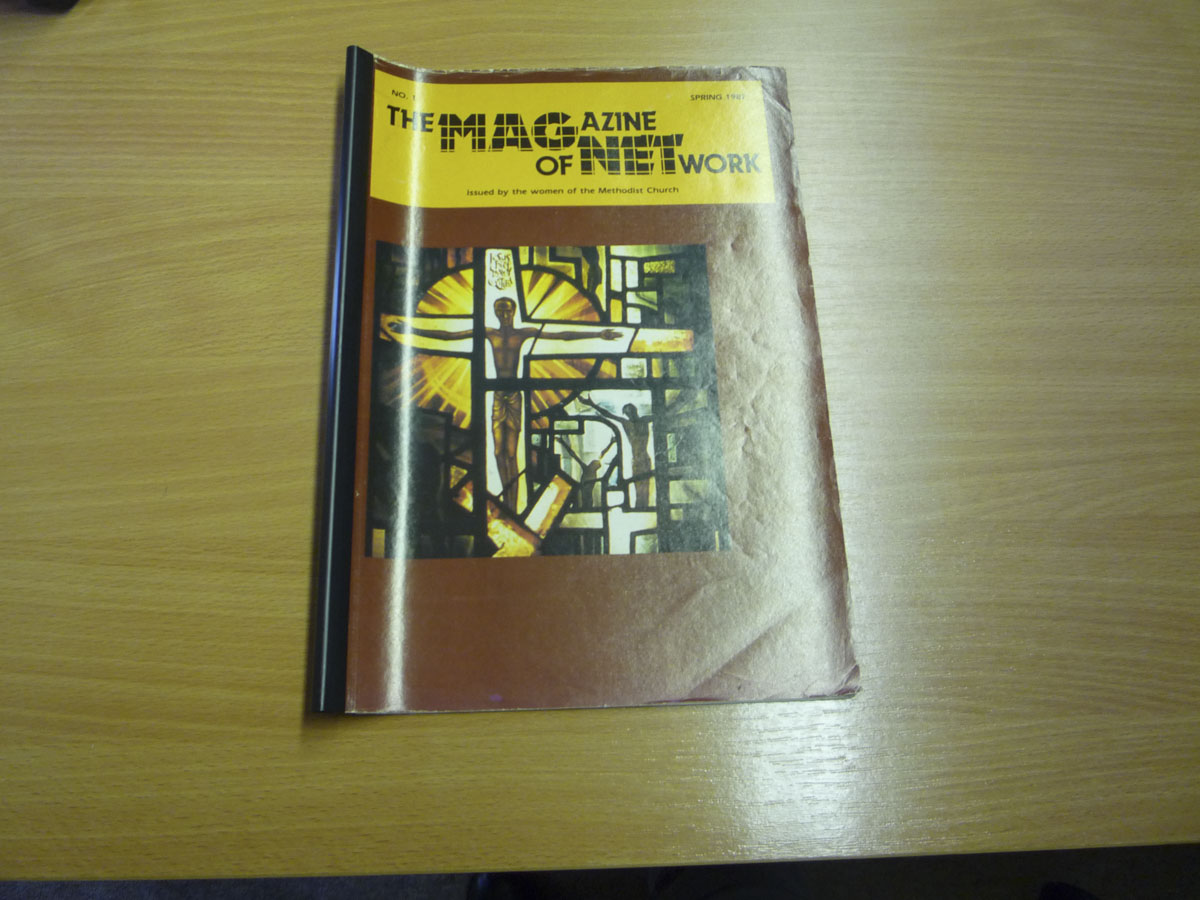 NO. 1
SPRING 1987
THE MAGAZINE
OF NETWORK
issued by the women of the Methodist Church